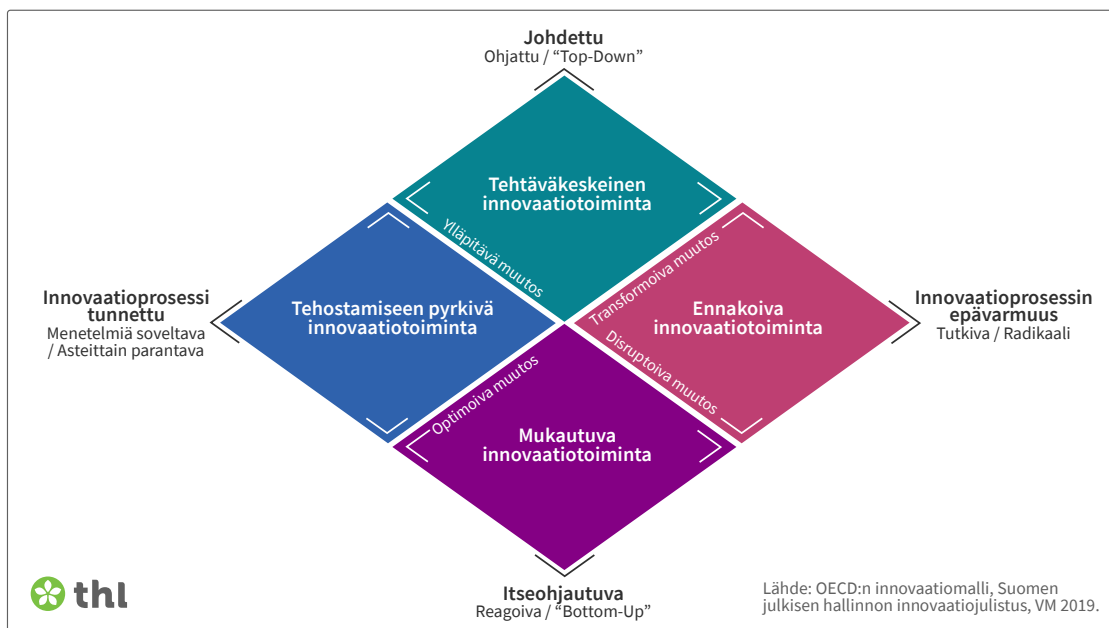 Johdettu
Ohjattu / “Top-Down”
Tehtäväkeskeinen
innovaatiotoiminta
Ylläpitävä muutos
Transformoiva muutos
Innovaatioprosessi
tunnettu
Menetelmiä soveltava
/ Asteittain parantava
Tehostamiseen pyrkivä
innovaatiotoiminta
Ennakoiva
innovaatiotoiminta
Innovaatioprosessin
epävarmuus
Tutkiva / Radikaali
Optimoiva muutos
Disruptoiva muutos
Mukautuva
innovaatiotoiminta
Itseohjautuva
Reagoiva / “Bottom-Up”
thl
Lähde: OECD:n innovaatiomalli, Suomen
julkisen hallinnon innovaatiojulistus, VM 2019.